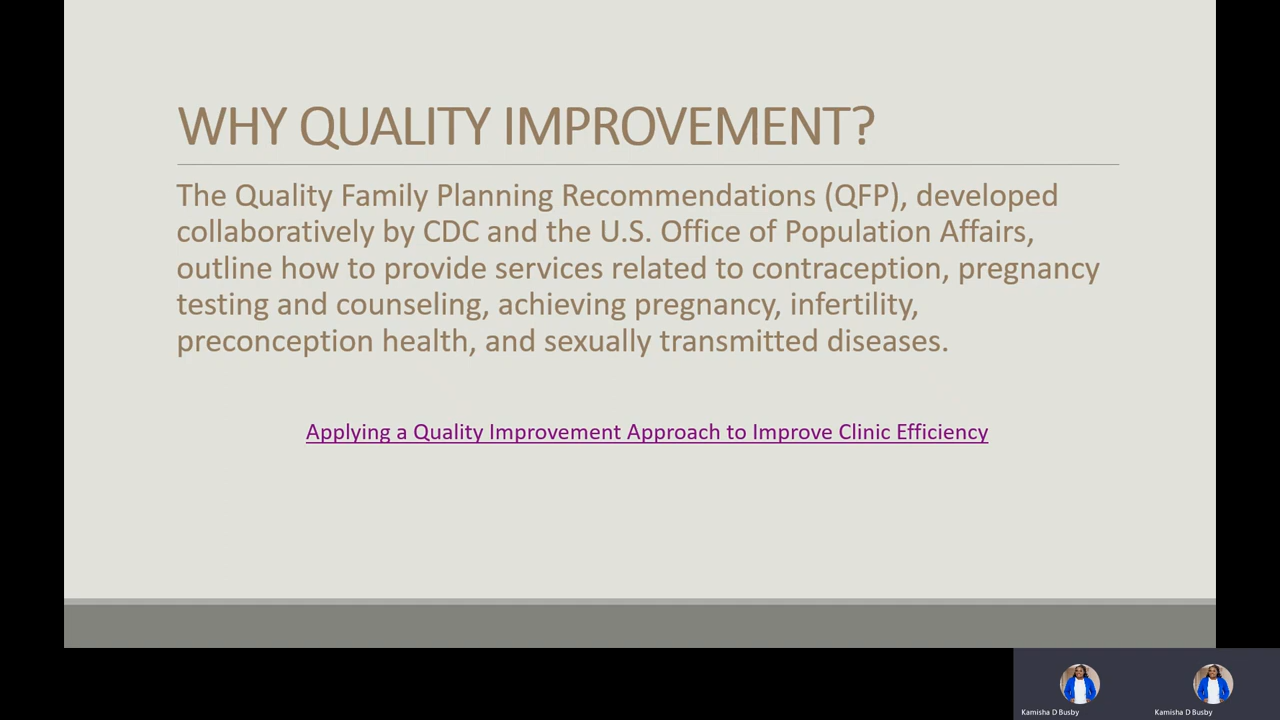 WHY QUALITY IMPROVEMENT?
The Quality Family Planning Recommendations (QFP), developed
collaboratively by CDC and the U.S. Office of Population Affairs,
outline how to provide services related to contraception, pregnancy
testing and counseling, achieving pregnancy, infertility,
preconception health, and sexually transmitted diseases.
Applying a Quality Improvement Approach to Improve Clinic Efficiency
Kamisha D Busby
Kamisha D Busby